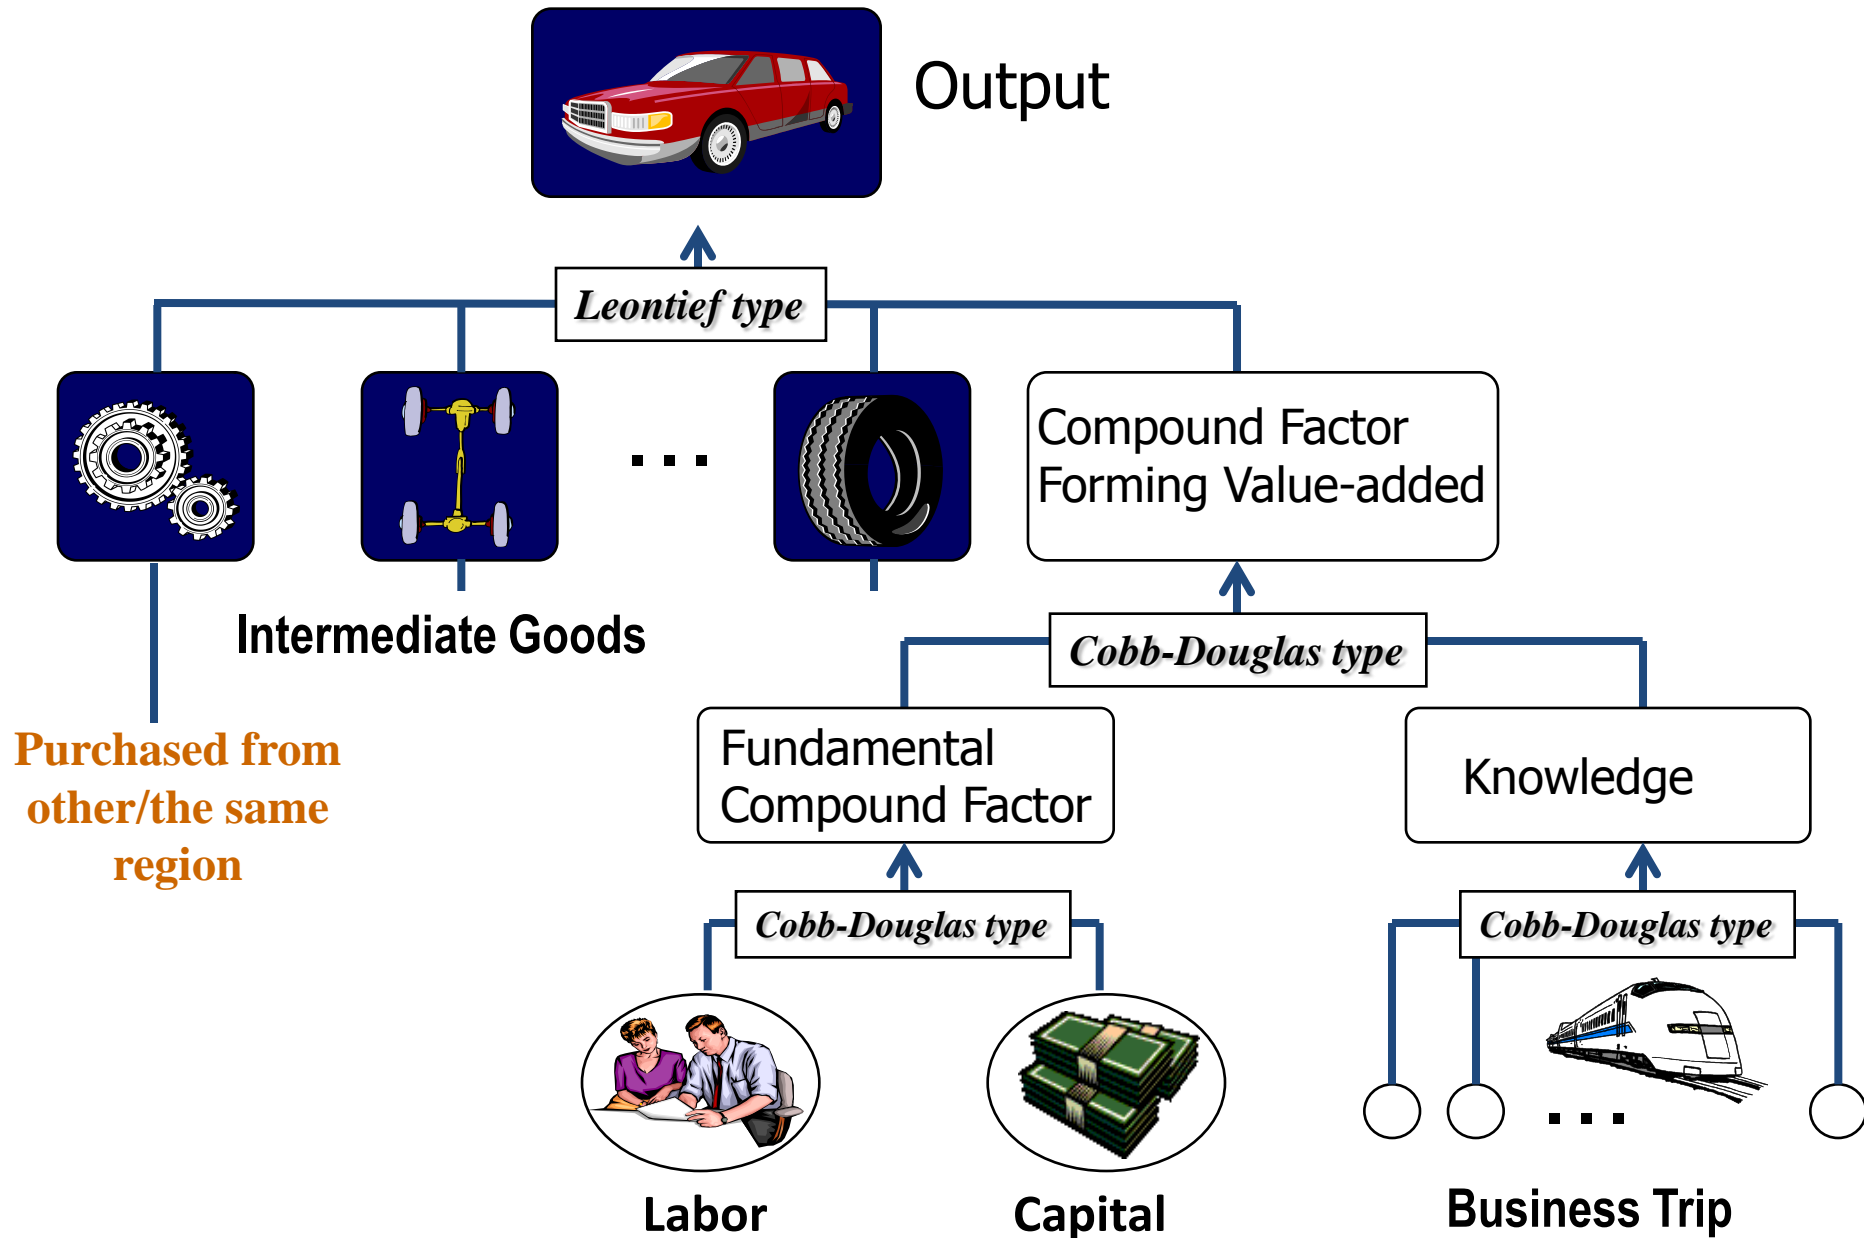 Output
Leontief type
. . .
Compound Factor
Forming Value-added
Intermediate Goods
Cobb-Douglas type
Purchased from
other/the same
region
Fundamental
Compound Factor
Knowledge
Cobb-Douglas type
Cobb-Douglas type
. . .
Labor
Capital
Business Trip